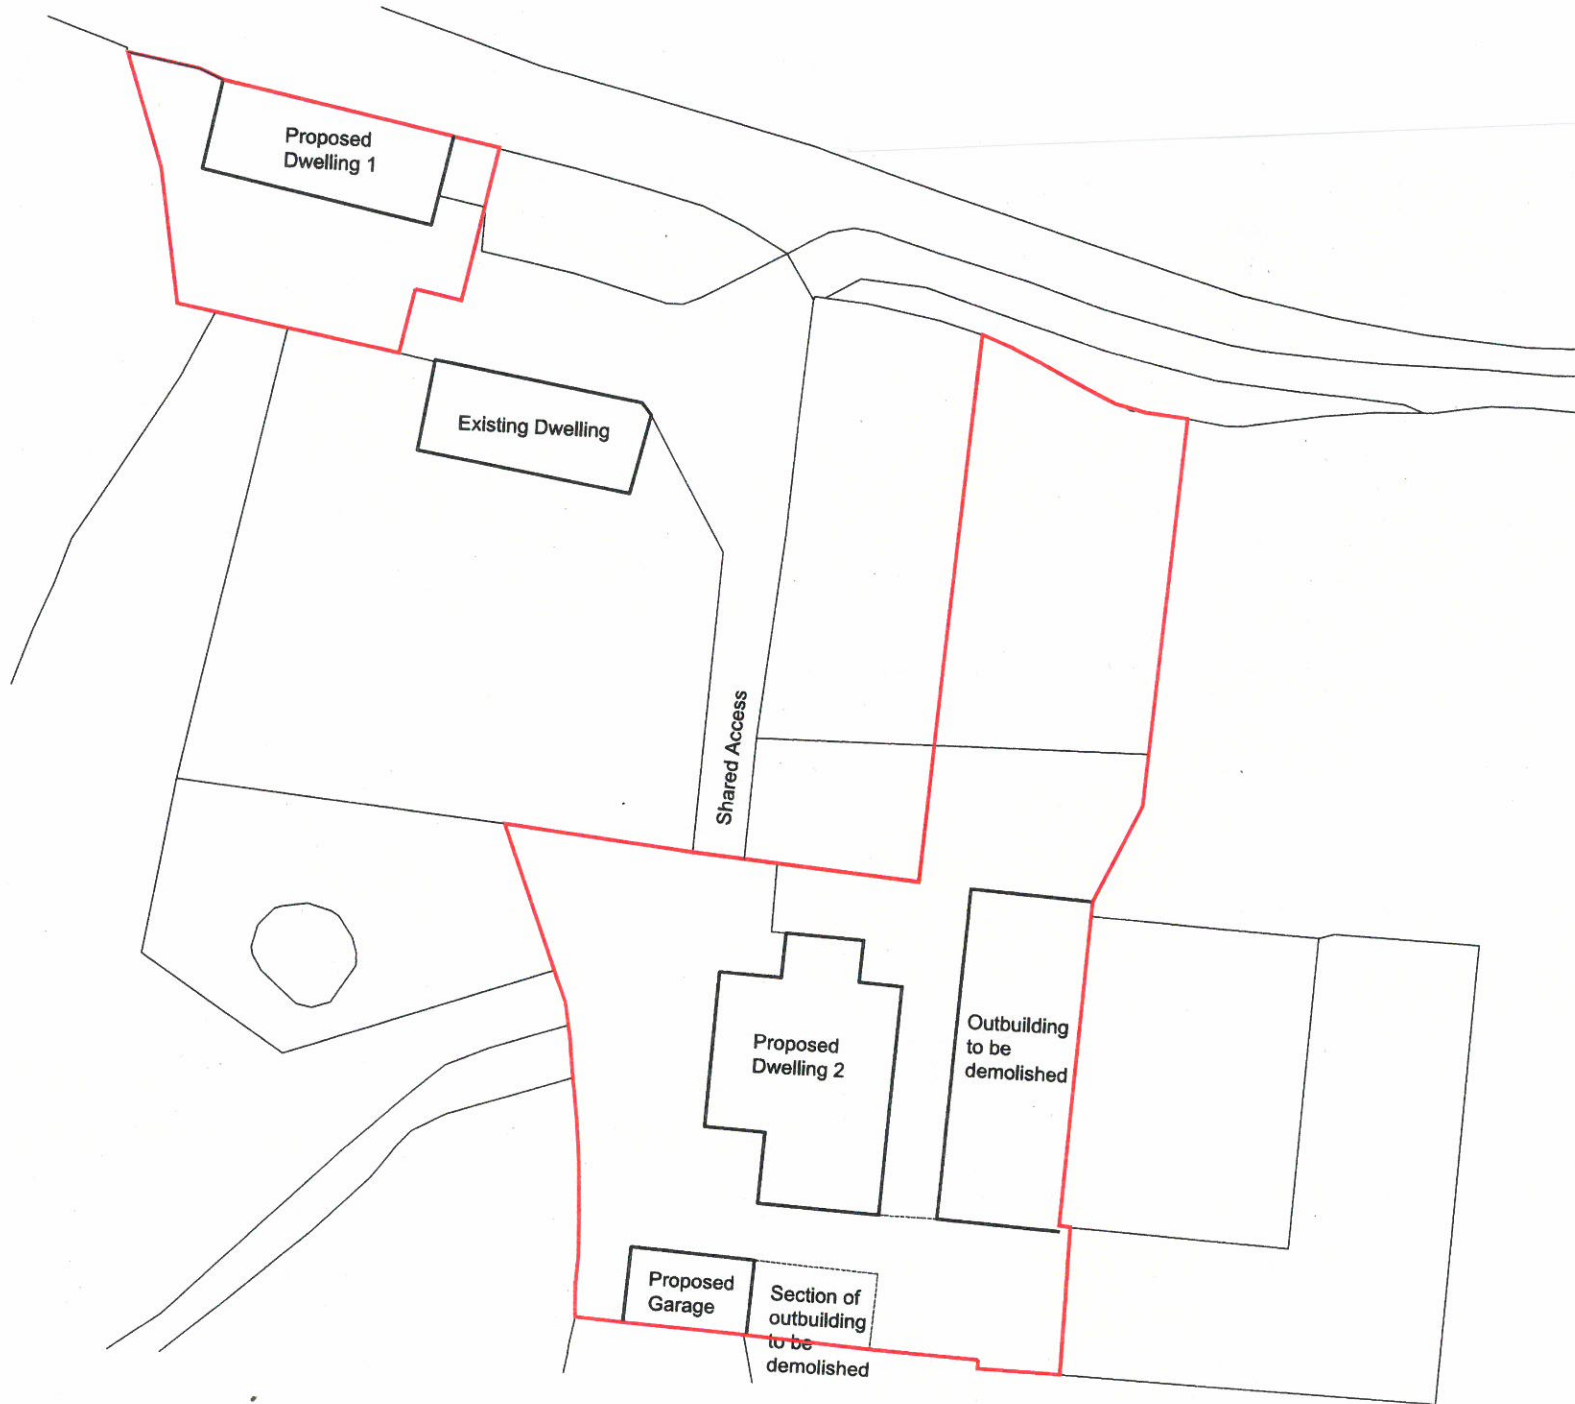 Proposed
Dwelling 1
Existing Dwelling
Shared Access
Proposed
Dwelling 2
Outbuilding
to be
demolished
Proposed
Garage
Section of
outbuilding
to be
demolished